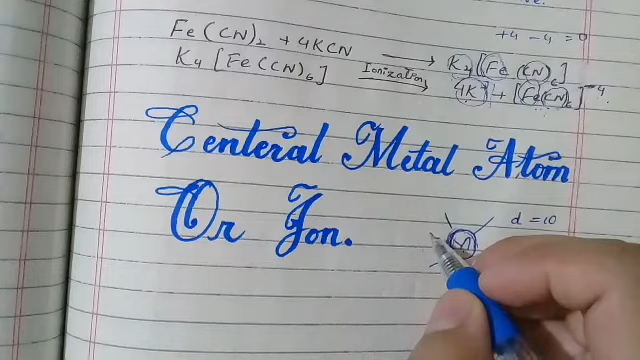 +4 -4 = 0
Fe(CN)₂ + 4KCN → K4[Fe(CN)6]
K4[Fe(CN)6] Ionization → 4K⁺ + [Fe(CN)6]⁻⁴
Centeral Metal Atom
Or Ion.
d = 10
M